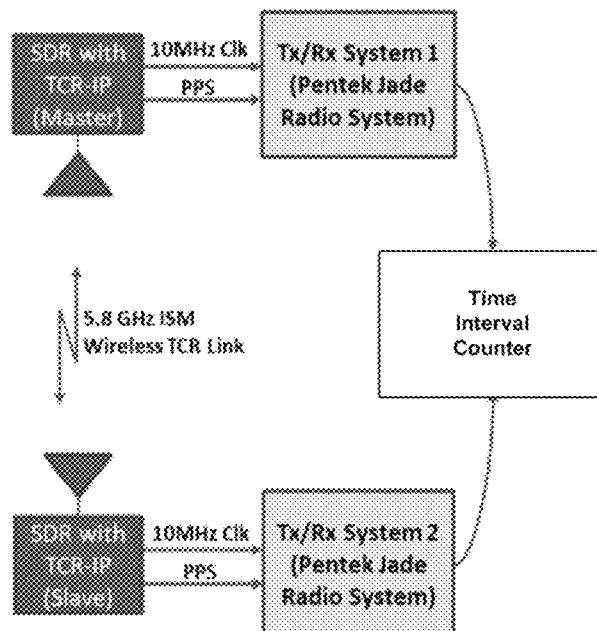 SDR with
TCR-IP
(Master)
10MHz Clk
PPS
Tx/Rx System 1
(Pentek Jade
Radio System)
5.8 GHz ISM
Wireless TCR Link
Time
Interval
Counter
SDR with
TCR-IP
(Slave)
10MHz Clk
PPS
Tx/Rx System 2
(Pentek Jade
Radio System)